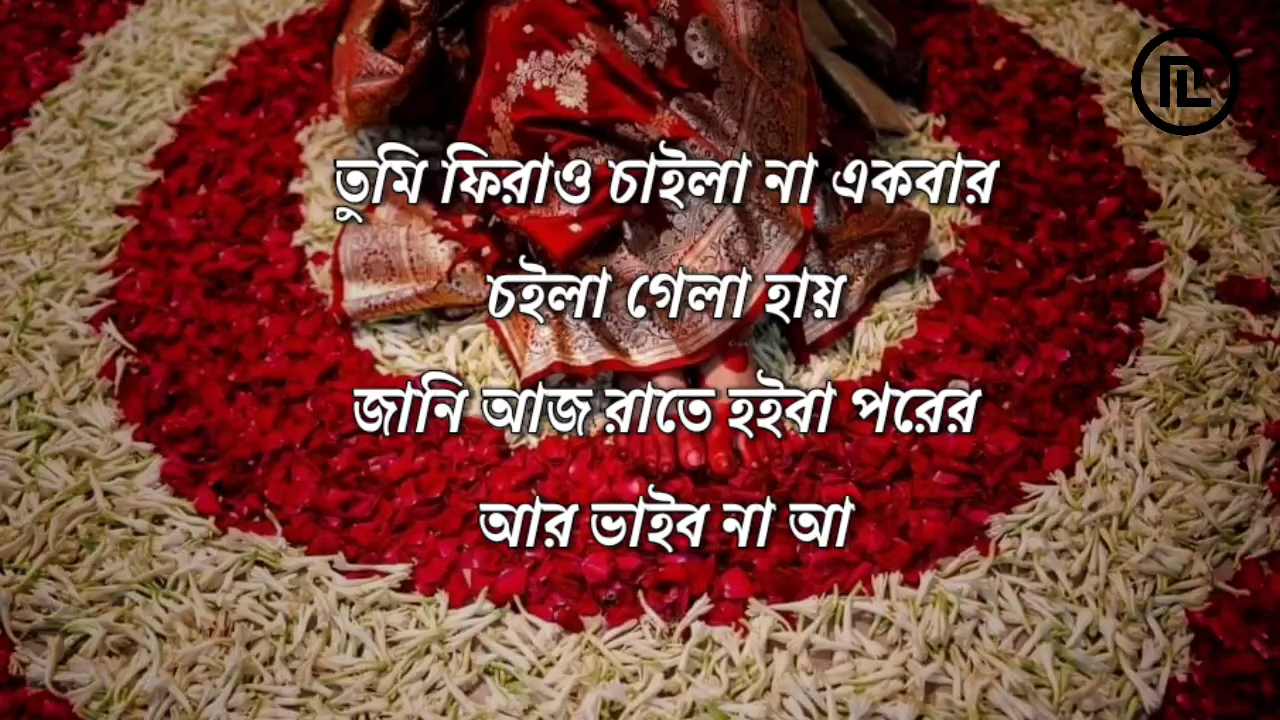 তুমি ফিরাও চাইলা না একবার
চইলা গেলা হায়
জানি আজ রাতে হইবা পরের
আর ভাইব না আ